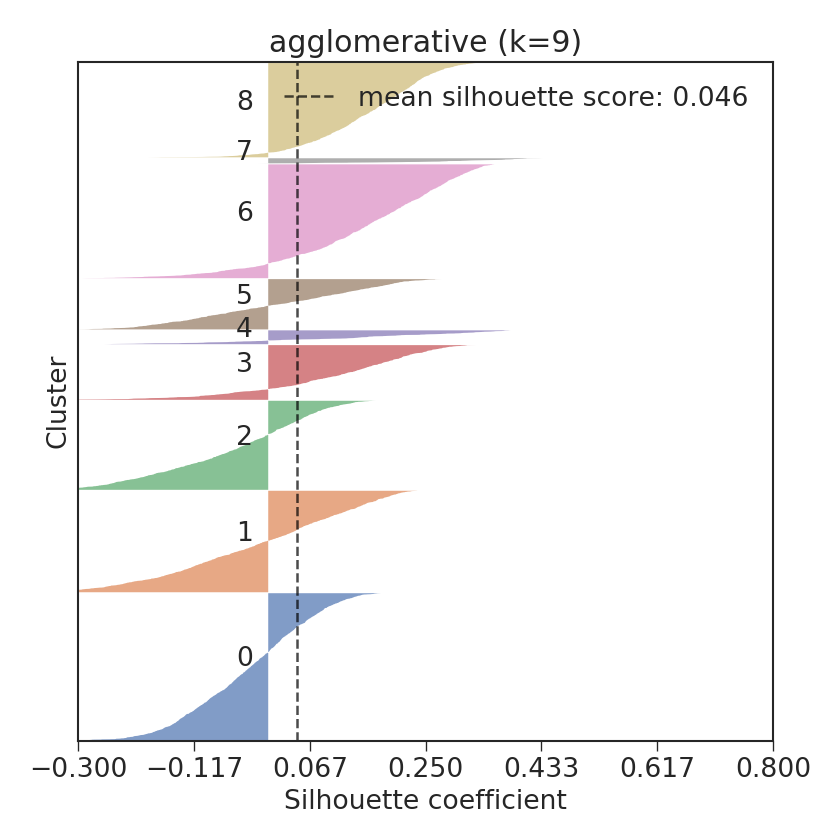 agglomerative (k=9)
mean silhouette score: 0.046
8
7
6
5
4
3
2
1
0
Cluster
−0.300 −0.117 0.067 0.250 0.433 0.617 0.800
Silhouette coefficient